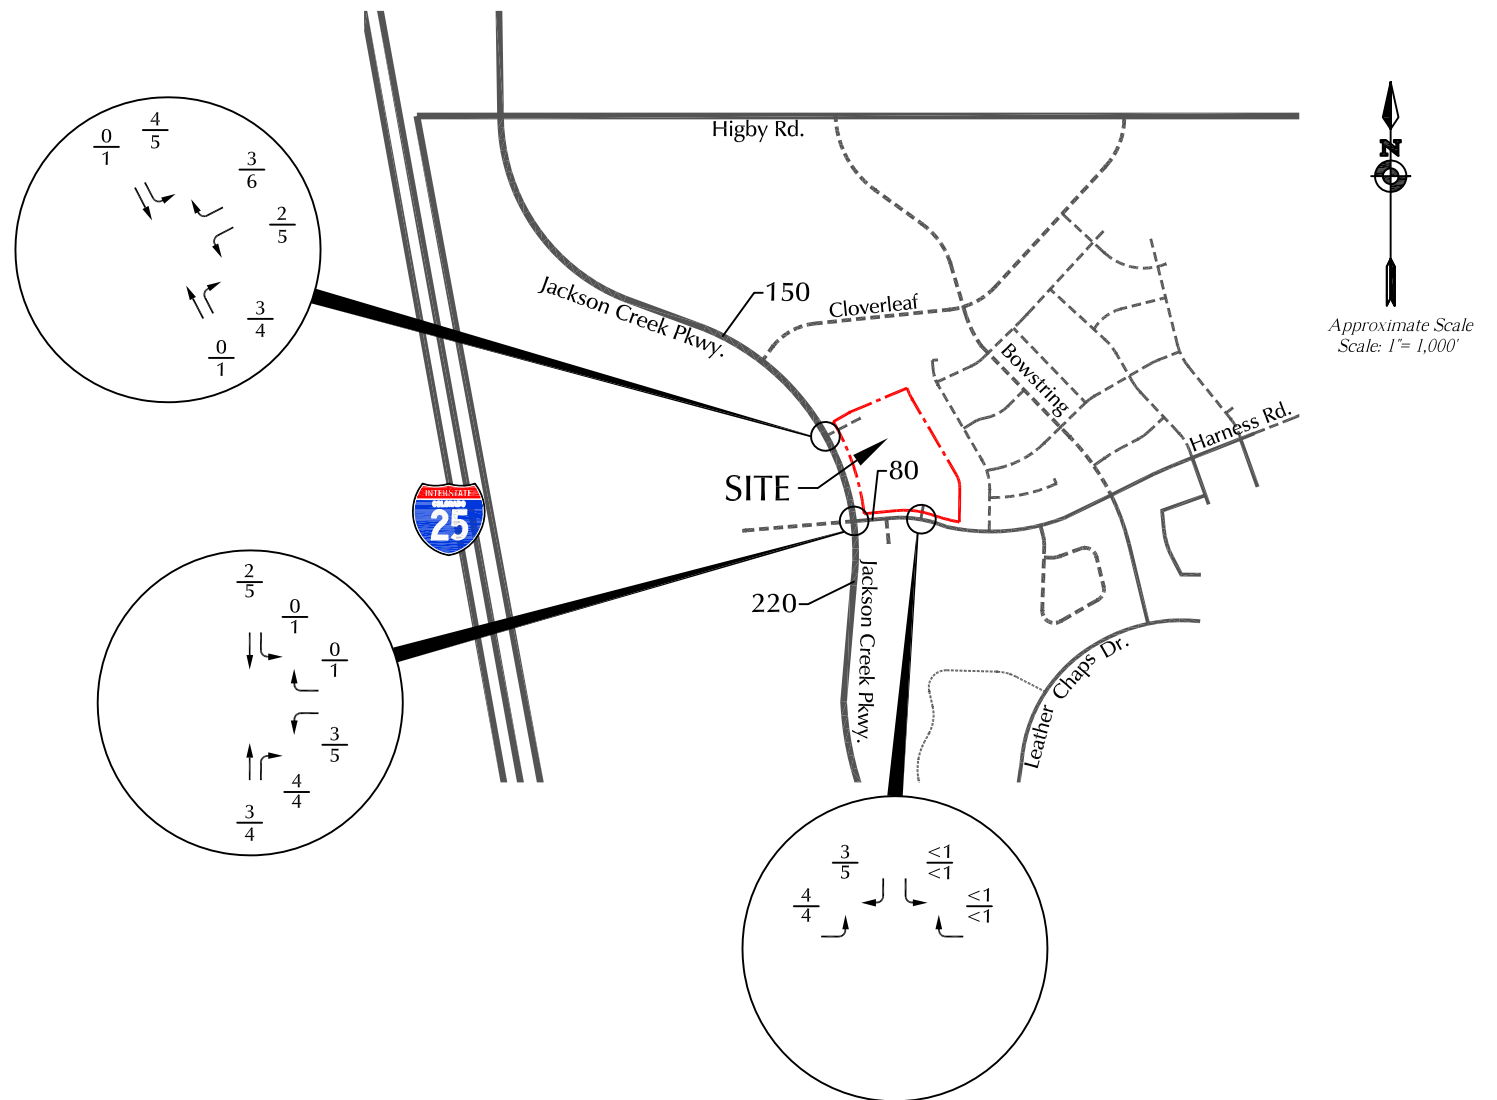 Higby Rd.
N
Approximate Scale
Scale: 1"= 1,000'
0
1
4
5
3
6
2
5
3
4
0
1
Jackson Creek Pkwy.
150
Cloverleaf
Bowstring
Harness Rd.
SITE
80
INTERSTATE
COLORADO
25
220
Jackson Creek Pkwy.
Leather Chaps Dr.
2
5
0
1
0
1
3
5
4
4
3
4
3
5
<1
<1
4
4
<1
<1